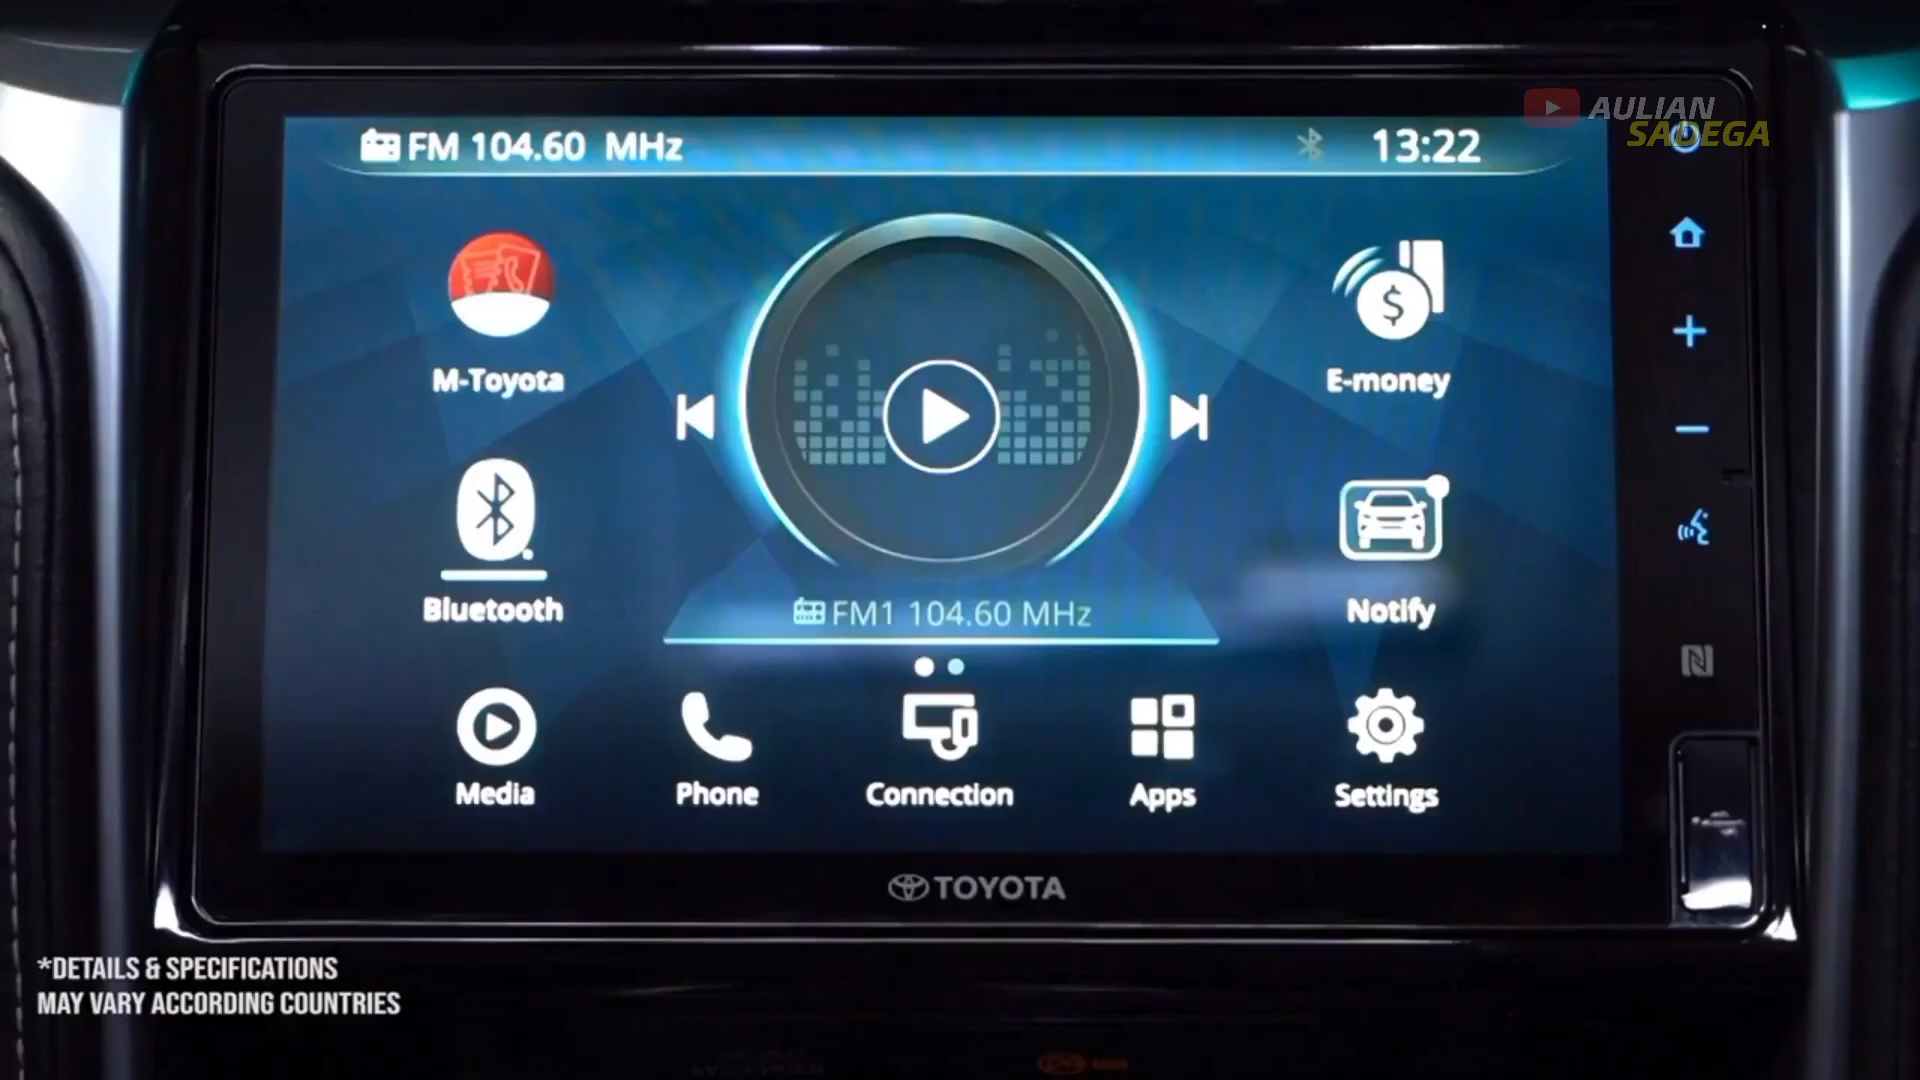 AULIAN
SADEGA
FM 104.60 MHz
13:22
M-Toyota
E-money
Bluetooth
FM1 104.60 MHz
Notify
Media
Phone
Connection
Apps
Settings
TOYOTA
*DETAILS & SPECIFICATIONS
MAY VARY ACCORDING COUNTRIES